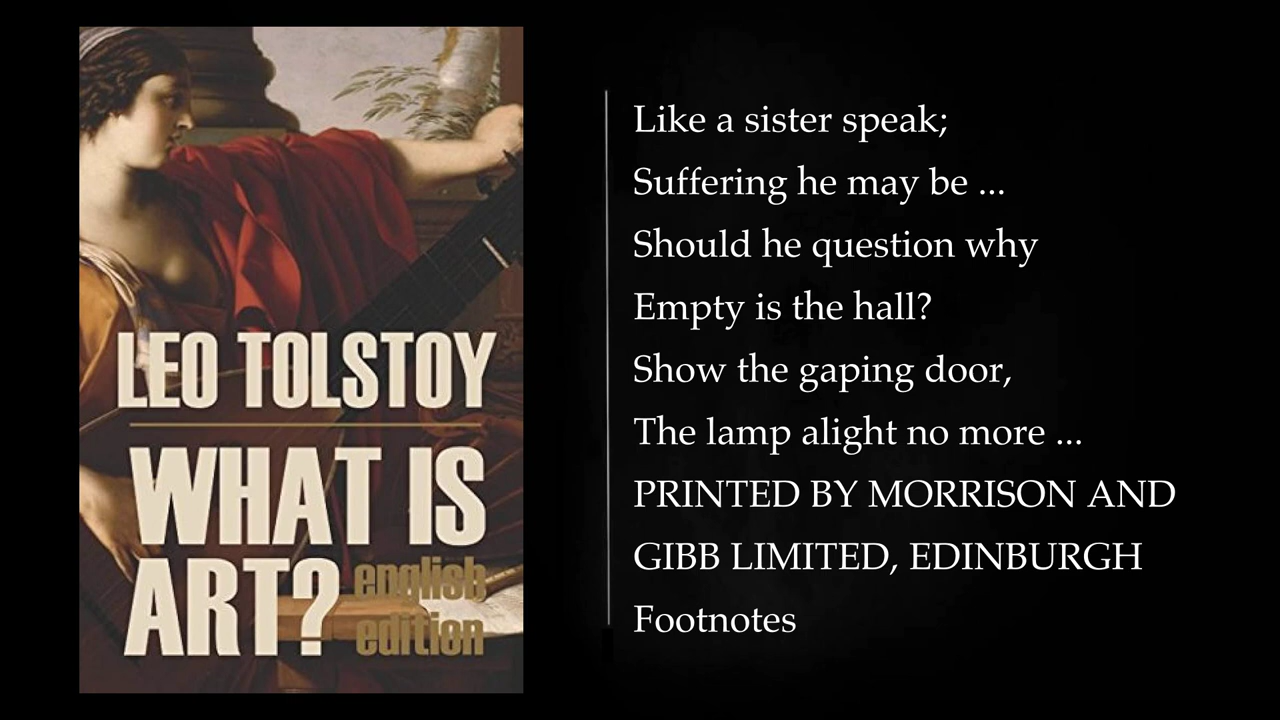 LEO TOLSTOY
WHAT IS
ART?
english
edition
Like a sister speak;
Suffering he may be ...
Should he question why
Empty is the hall?
Show the gaping door,
The lamp alight no more ...
PRINTED BY MORRISON AND
GIBB LIMITED, EDINBURGH
Footnotes